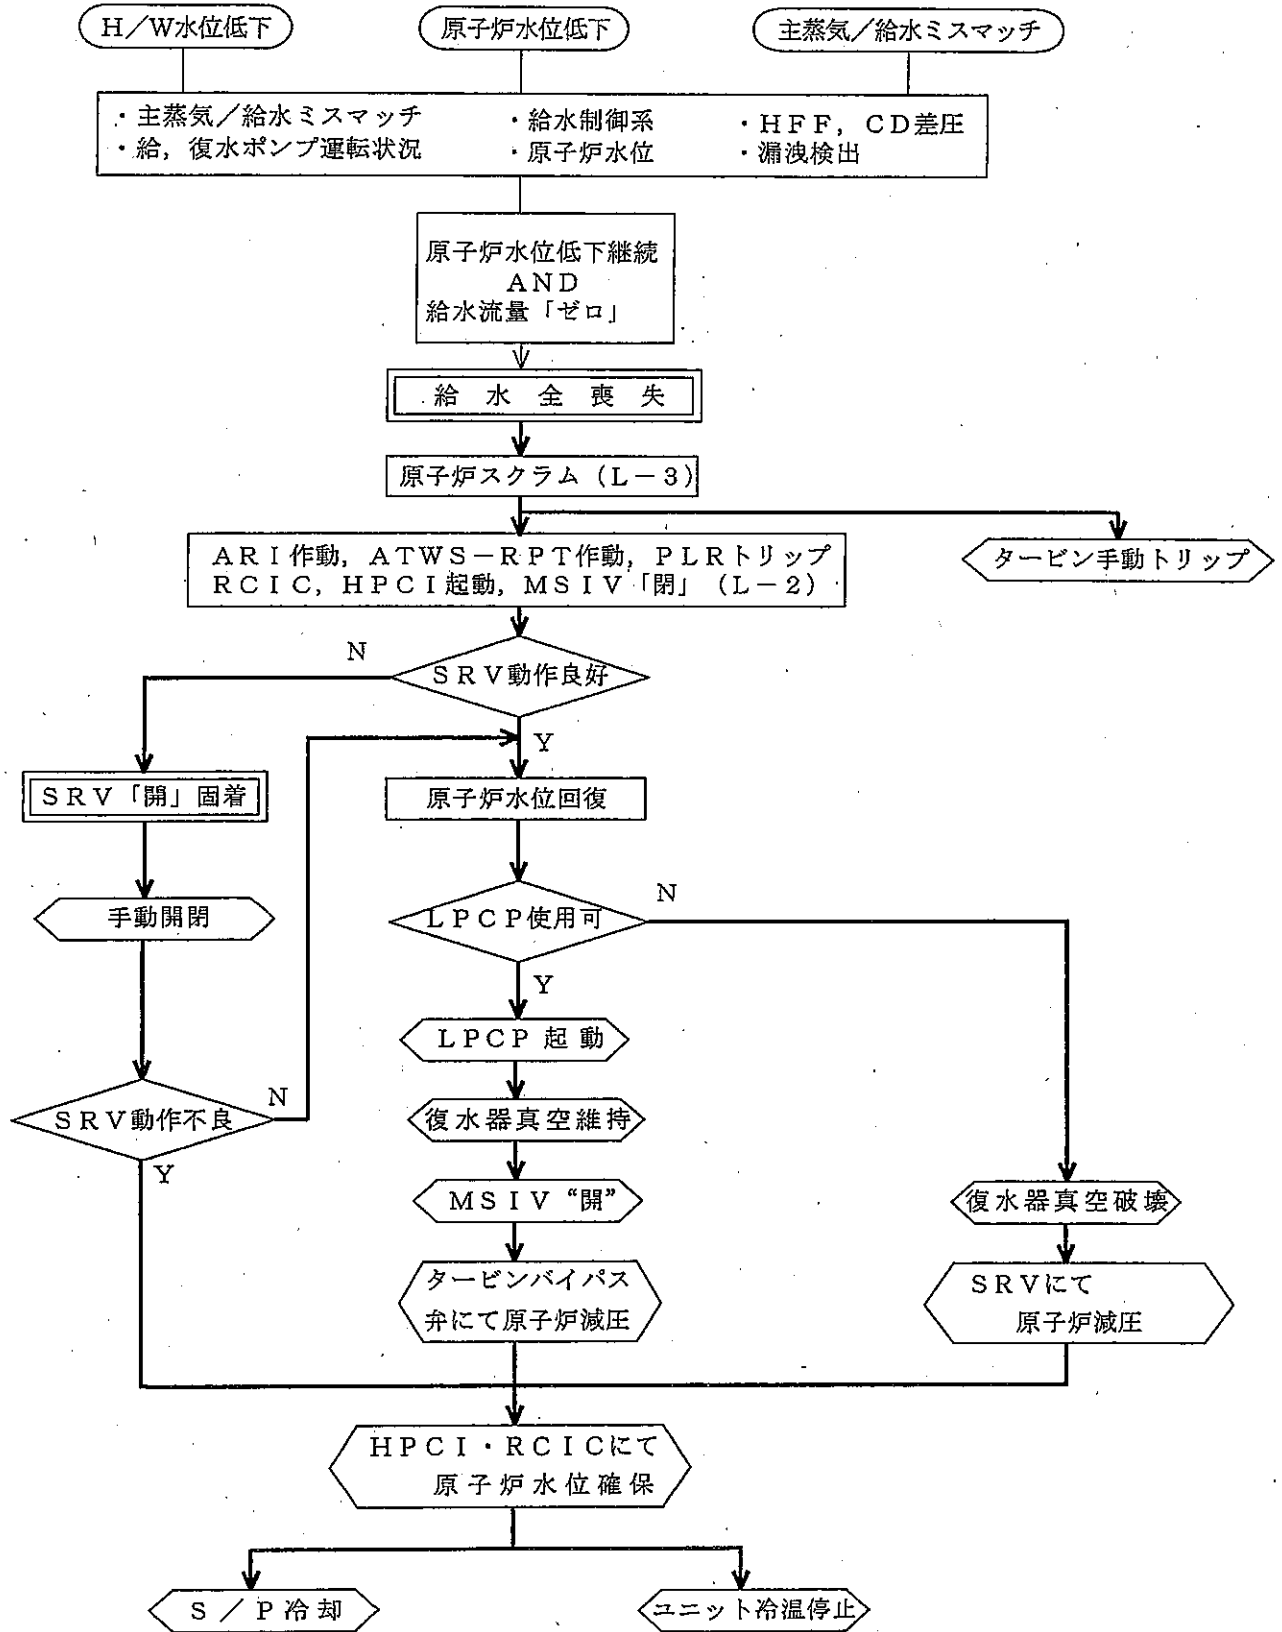 H／W水位低下
原子炉水位低下
主蒸気／給水ミスマッチ
・主蒸気／給水ミスマッチ
・給，復水ポンプ運転状況
・給水制御系
・原子炉水位
・HFF，CD差圧
・漏洩検出
原子炉水位低下継続
AND
給水流量「ゼロ」
給水全喪失
原子炉スクラム（L－3）
ARI作動，ATWS－RPT作動，PLRトリップ
RCIC，HPCI起動，MSIV「閉」（L－2）
タービン手動トリップ
SRV動作良好
N
Y
SRV「開」固着
原子炉水位回復
手動開閉
LPCP使用可
N
Y
LPCP起動
SRV動作不良
N
Y
復水器真空維持
MSIV“開”
復水器真空破壊
タービンバイパス
弁にて原子炉減圧
SRVにて
原子炉減圧
HPCI・RCICにて
原子炉水位確保
S／P冷却
ユニット冷温停止